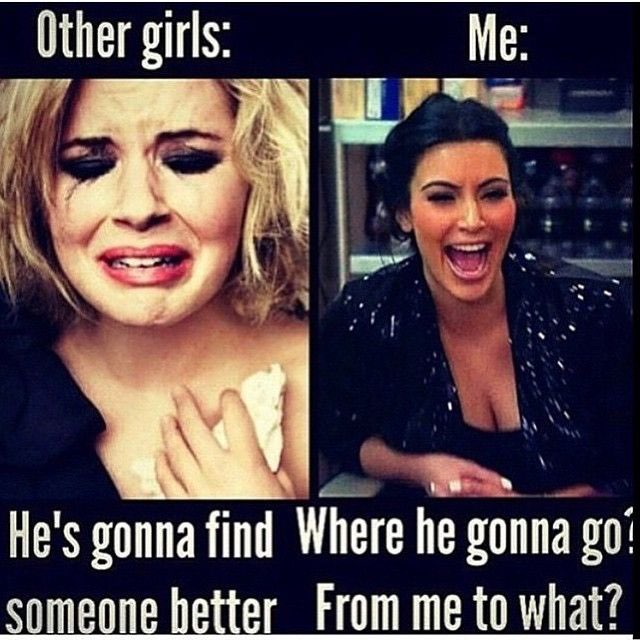 Other girls:
Me:
He's gonna find
someone better
Where he gonna go?
From me to what?